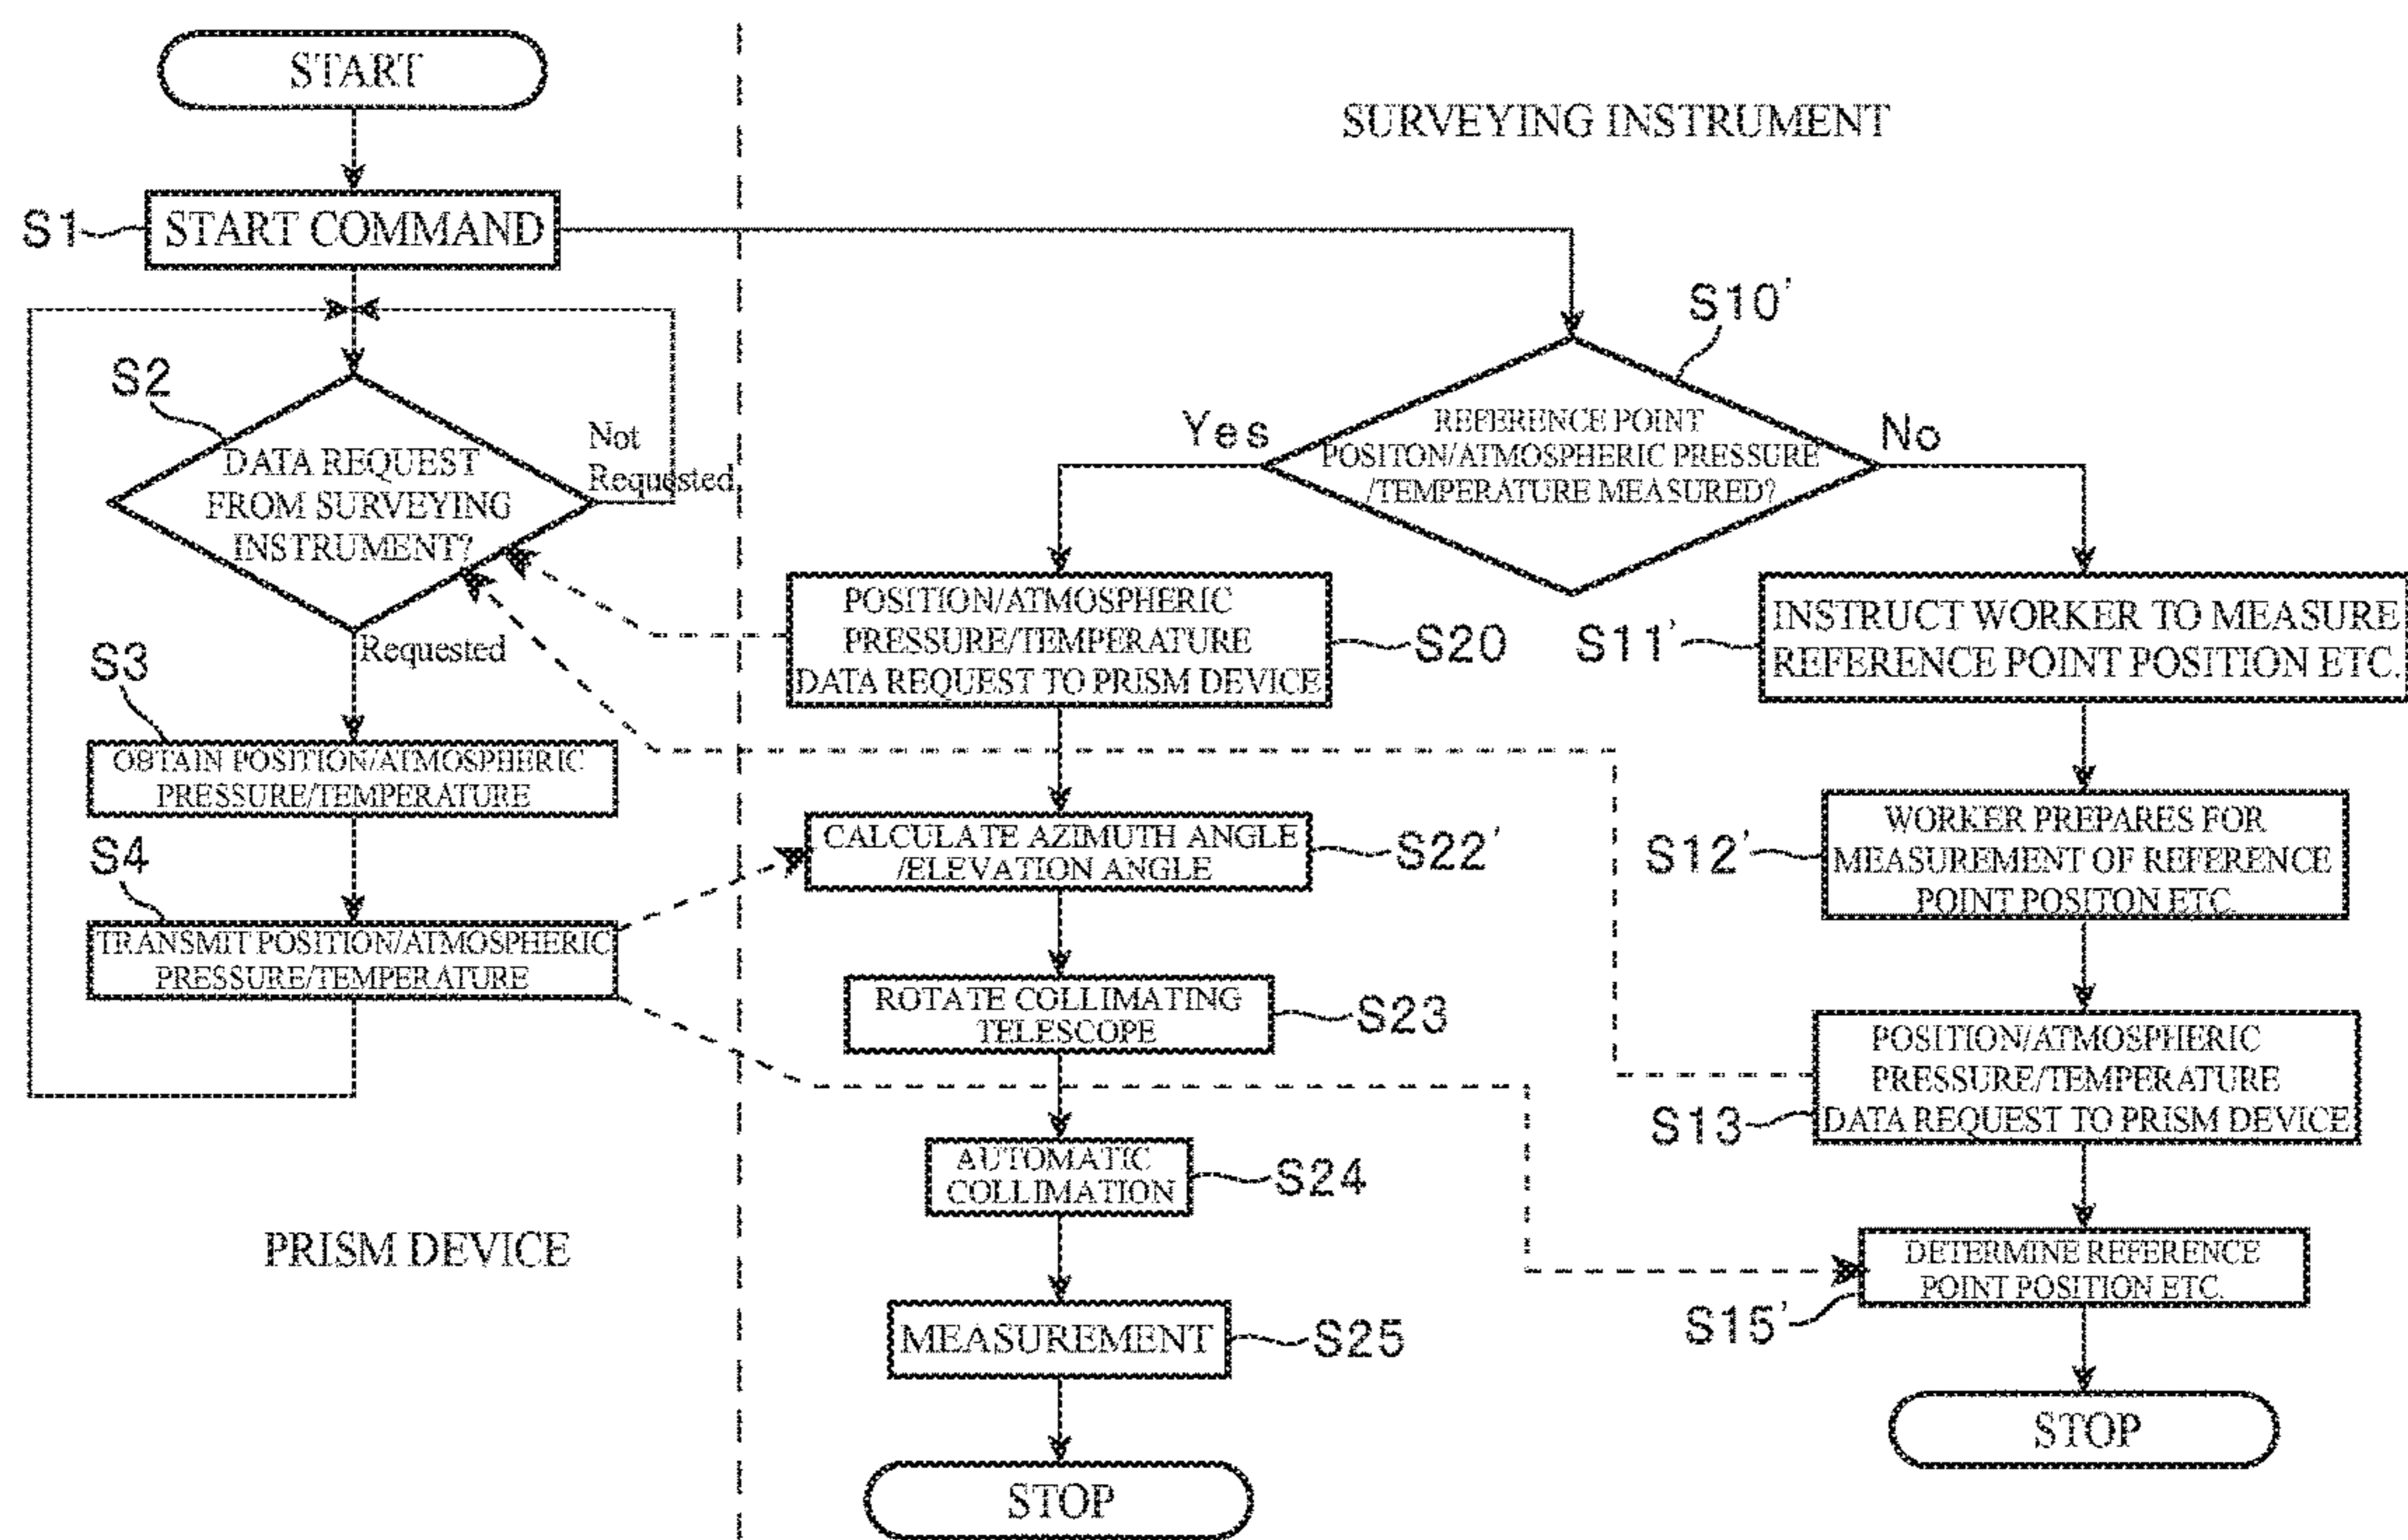 START
S1
START COMMAND
S2
DATA REQUEST
FROM SURVEYING
INSTRUMENT?
Not
Requested
Requested
S3
OBTAIN POSITION/ATMOSPHERIC
PRESSURE/TEMPERATURE
S4
TRANSMIT POSITION/ATMOSPHERIC
PRESSURE/TEMPERATURE
PRISM DEVICE
SURVEYING INSTRUMENT
S10'
REFERENCE POINT
POSITON/ATMOSPHERIC PRESSURE
/TEMPERATURE MEASURED?
Yes
No
POSITION/ATMOSPHERIC
PRESSURE/TEMPERATURE
DATA REQUEST TO PRISM DEVICE
S20
CALCULATE AZIMUTH ANGLE
/ELEVATION ANGLE
S22'
ROTATE COLLIMATING
TELESCOPE
S23
AUTOMATIC
COLLIMATION
S24
MEASUREMENT
S25
STOP
S11'
INSTRUCT WORKER TO MEASURE
REFERENCE POINT POSITION ETC.
S12'
WORKER PREPARES FOR
MEASUREMENT OF REFERENCE
POINT POSITON ETC.
S13
POSITION/ATMOSPHERIC
PRESSURE/TEMPERATURE
DATA REQUEST TO PRISM DEVICE
S15'
DETERMINE REFERENCE
POINT POSITION ETC.
STOP